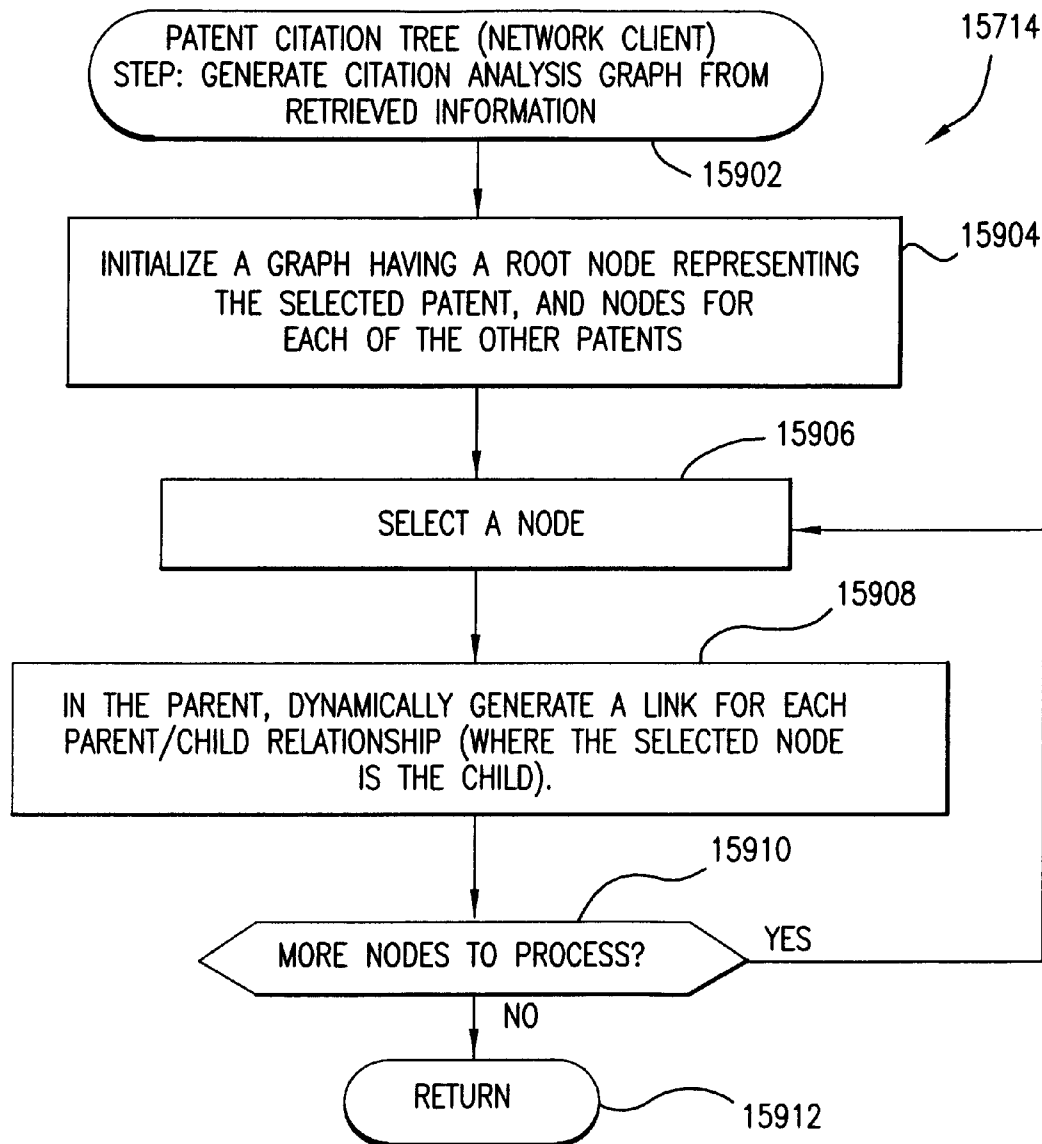 PATENT CITATION TREE (NETWORK CLIENT)
STEP: GENERATE CITATION ANALYSIS GRAPH FROM
RETRIEVED INFORMATION
15714
15902
INITIALIZE A GRAPH HAVING A ROOT NODE REPRESENTING
THE SELECTED PATENT, AND NODES FOR
EACH OF THE OTHER PATENTS
15904
15906
SELECT A NODE
15908
IN THE PARENT, DYNAMICALLY GENERATE A LINK FOR EACH
PARENT/CHILD RELATIONSHIP (WHERE THE SELECTED NODE
IS THE CHILD).
15910
MORE NODES TO PROCESS?
YES
NO
RETURN
15912